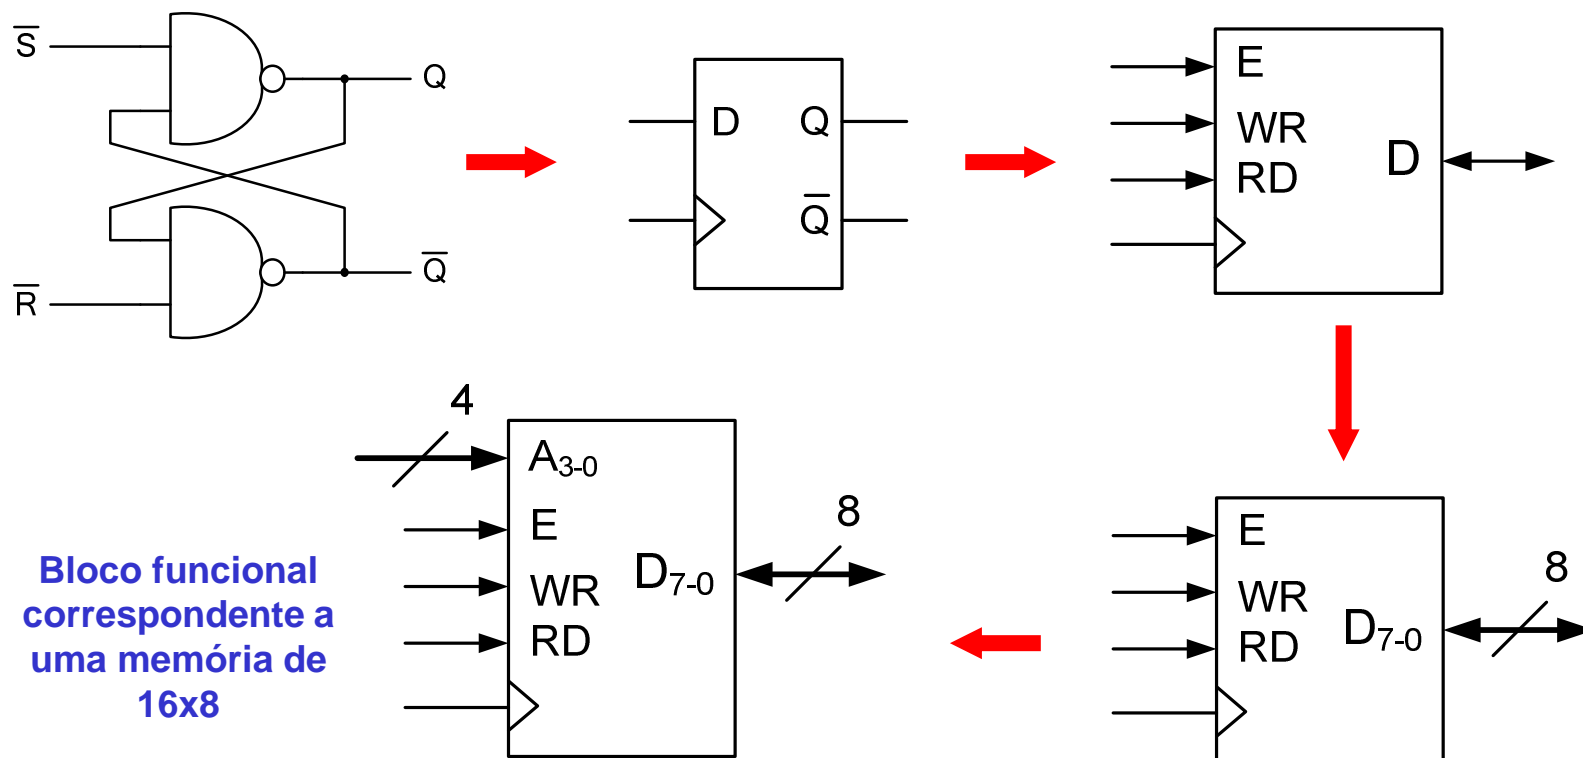 S̅
Q
R̅
Q̅
D
Q
Q̅
E
WR
RD
D
4
A3-0
E
WR
RD
D7-0
8
E
WR
RD
D7-0
8
Bloco funcional
correspondente a
uma memória de
16x8